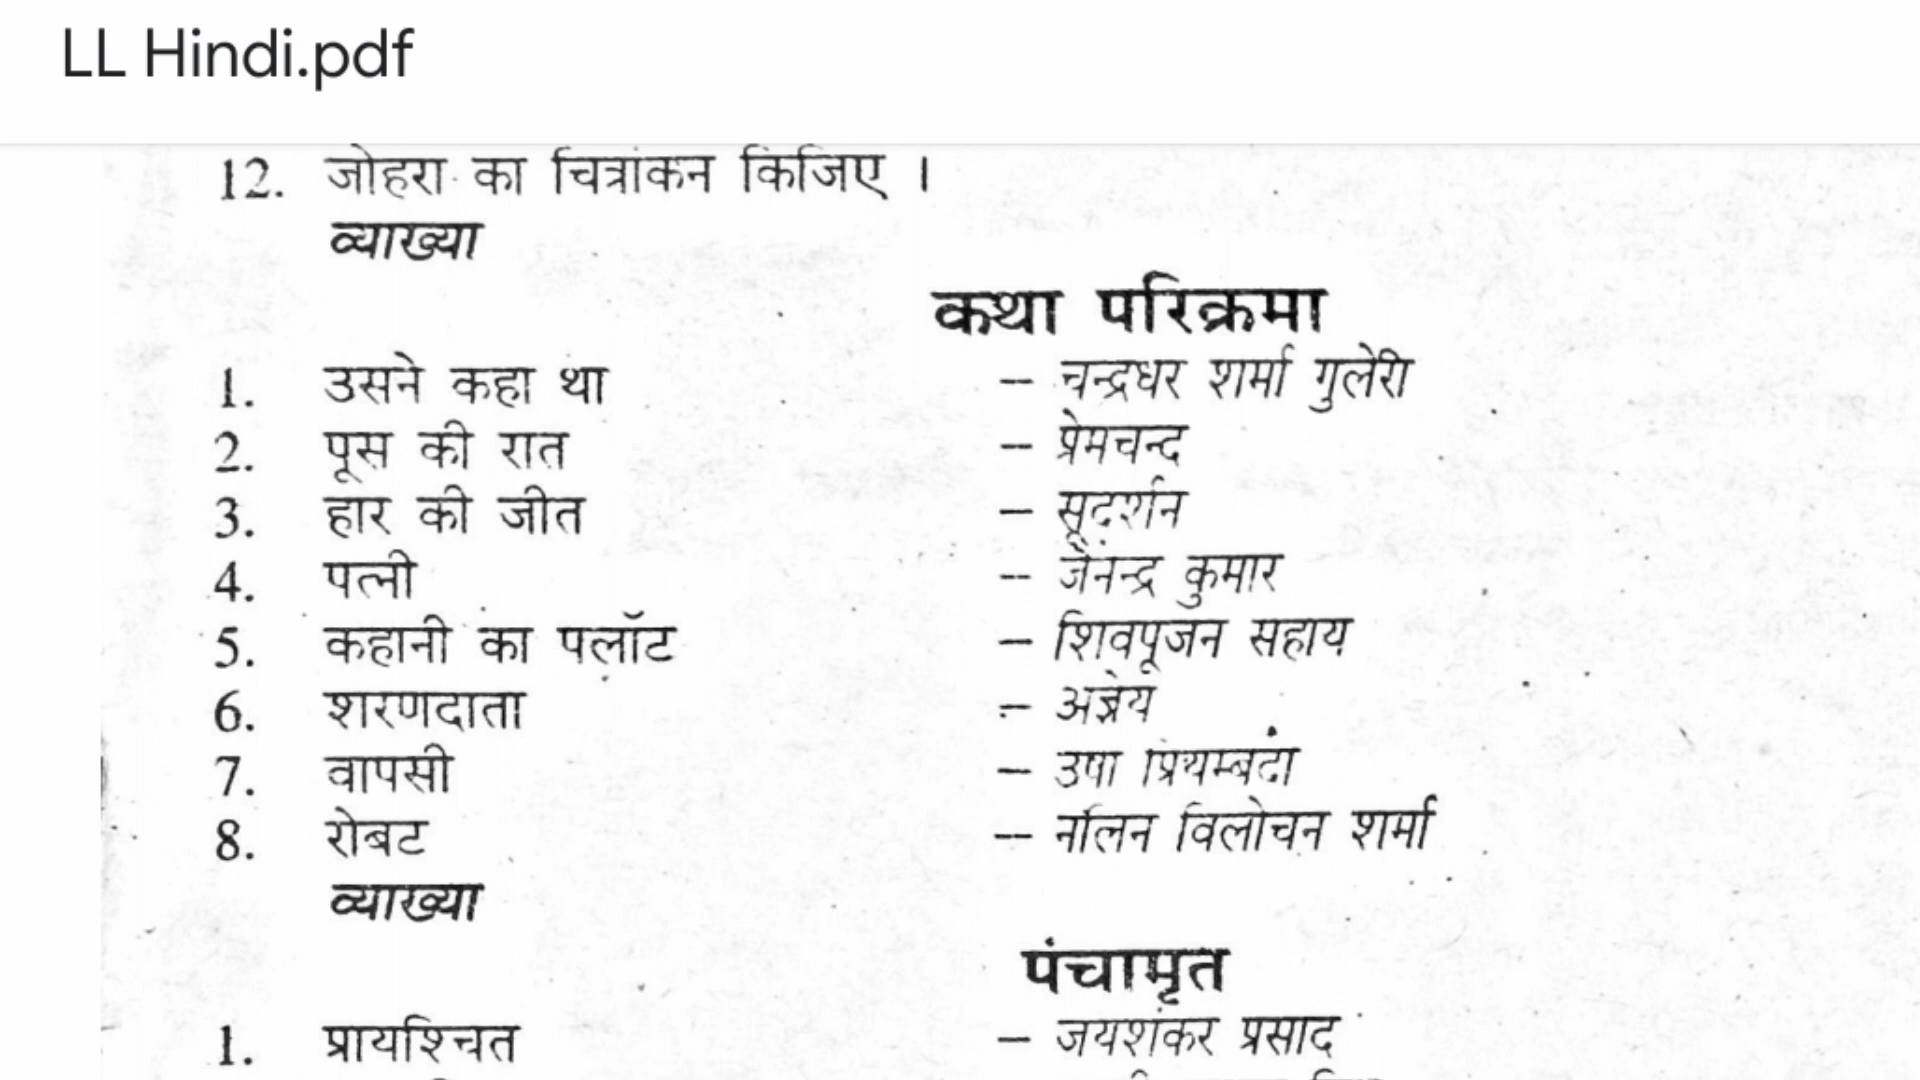 LL Hindi.pdf
12. जोहरा का चित्रांकन किजिए ।
व्याख्या
कथा परिक्रमा
1. उसने कहा था – चन्द्रधर शर्मा गुलेरी
2. पूस की रात – प्रेमचन्द
3. हार की जीत – सूदर्शन
4. पत्नी -- जैनन्द्र कुमार
5. कहानी का पलॉट – शिवपूजन सहाय
6. शरणदाता – अज्ञेय
7. वापसी – उषा प्रियम्बदा
8. रोबट – नलिन विलोचन शर्मा
व्याख्या
पंचामृत
1. प्रायश्चित – जयशंकर प्रसाद